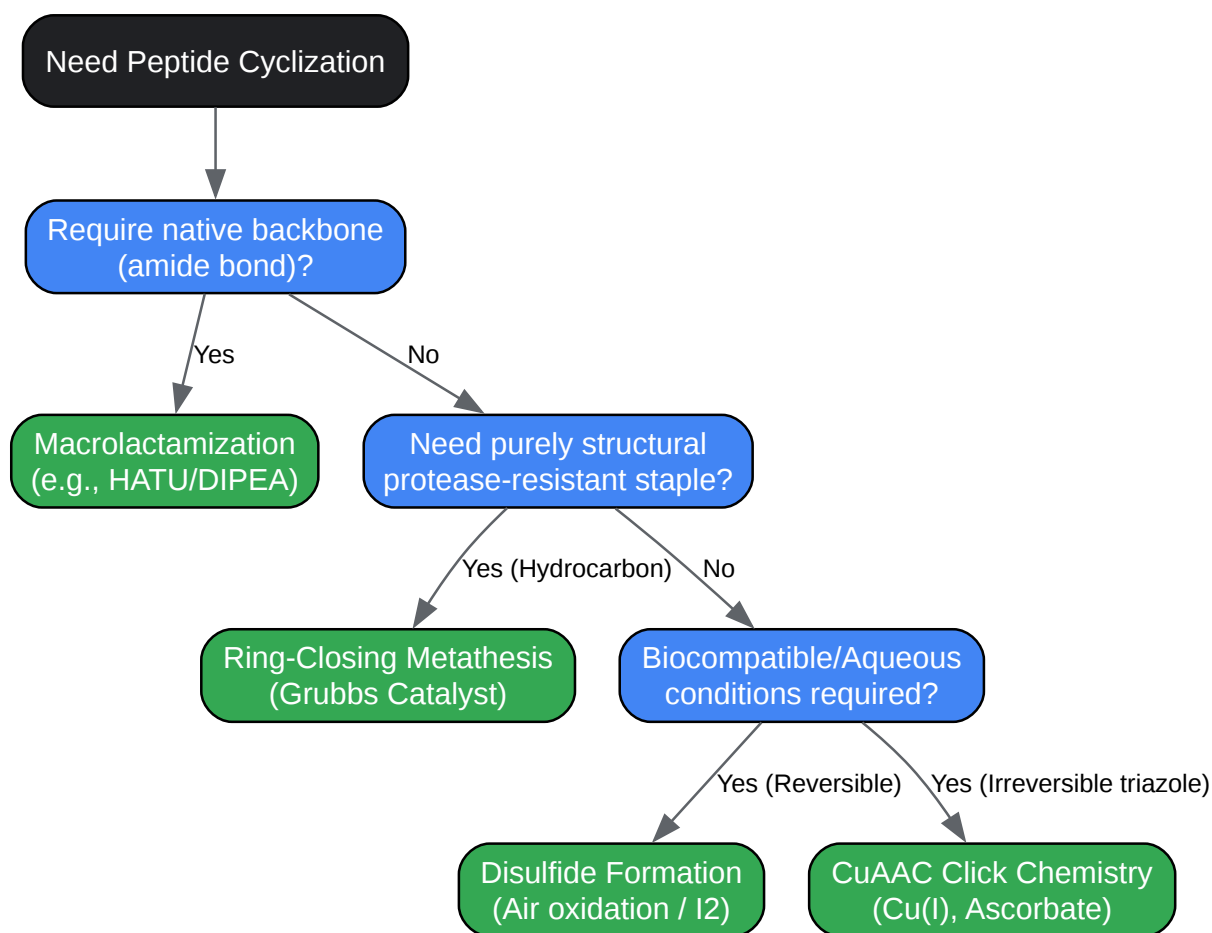 Need Peptide Cyclization
Require native backbone
(amide bond)?
Yes
No
Macrolactamization
(e.g., HATU/DIPEA)
Need purely structural
protease-resistant staple?
Yes (Hydrocarbon)
No
Ring-Closing Metathesis
(Grubbs Catalyst)
Biocompatible/Aqueous
conditions required?
Yes (Reversible)
Yes (Irreversible triazole)
Disulfide Formation
(Air oxidation / I2)
CuAAC Click Chemistry
(Cu(I), Ascorbate)